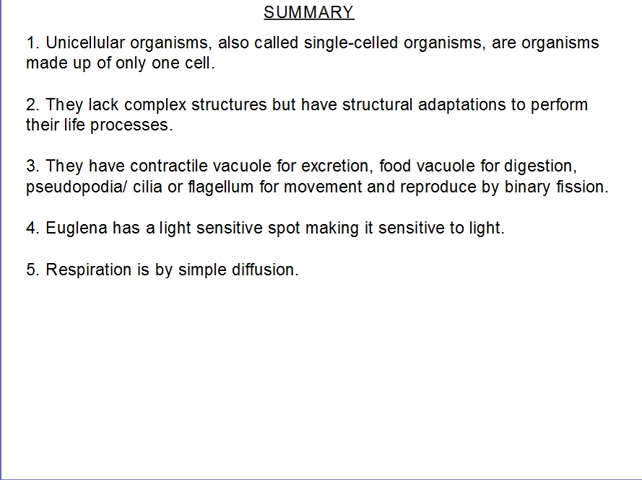 SUMMARY
1. Unicellular organisms, also called single-celled organisms, are organisms
made up of only one cell.
2. They lack complex structures but have structural adaptations to perform
their life processes.
3. They have contractile vacuole for excretion, food vacuole for digestion,
pseudopodia/ cilia or flagellum for movement and reproduce by binary fission.
4. Euglena has a light sensitive spot making it sensitive to light.
5. Respiration is by simple diffusion.